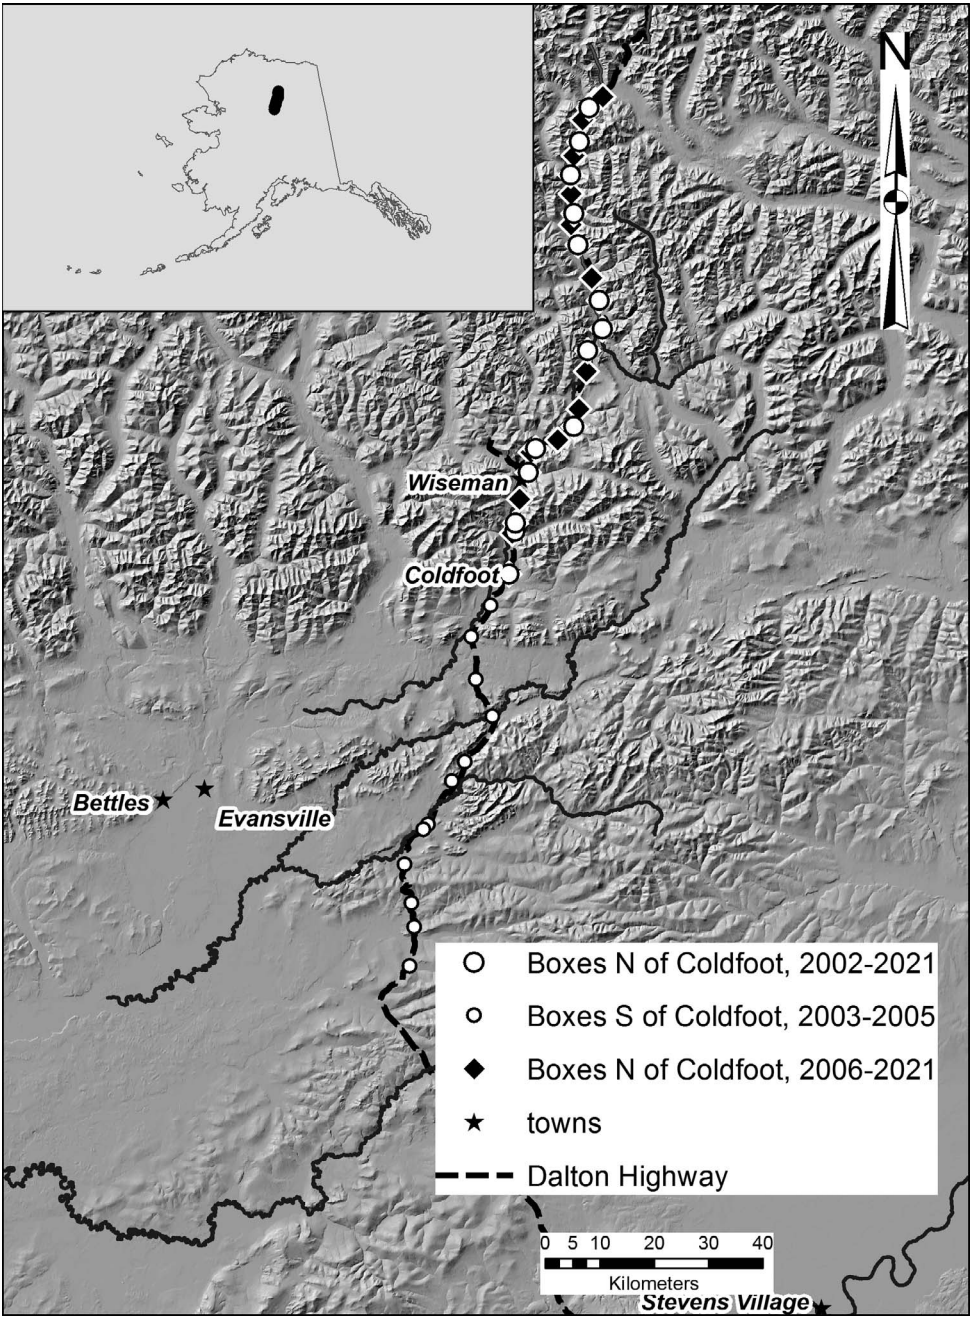 N
Wiseman
Coldfoot
Bettles
Evansville
Boxes N of Coldfoot, 2002-2021
Boxes S of Coldfoot, 2003-2005
Boxes N of Coldfoot, 2006-2021
towns
Dalton Highway
0 5 10 20 30 40
Kilometers
Stevens Village